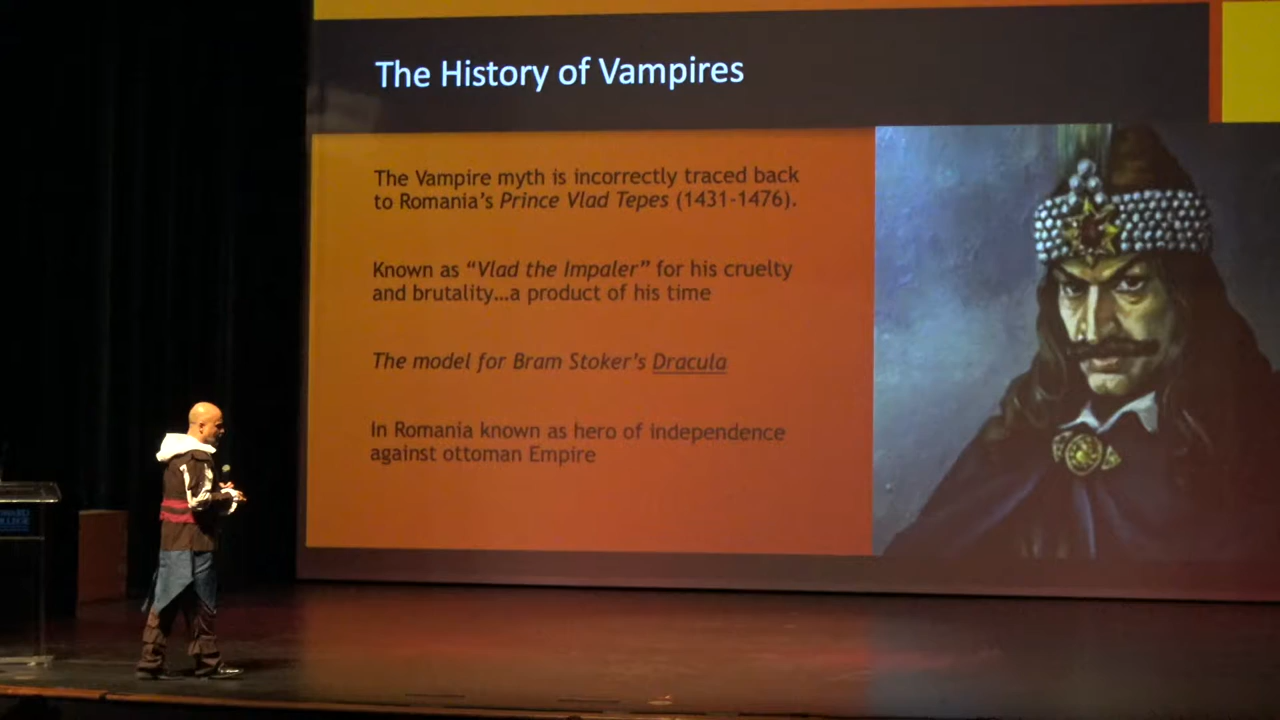 The History of Vampires
The Vampire myth is incorrectly traced back
to Romania's Prince Vlad Tepes (1431-1476).
Known as “Vlad the Impaler” for his cruelty
and brutality…a product of his time
The model for Bram Stoker's Dracula
In Romania known as hero of independence
against ottoman Empire